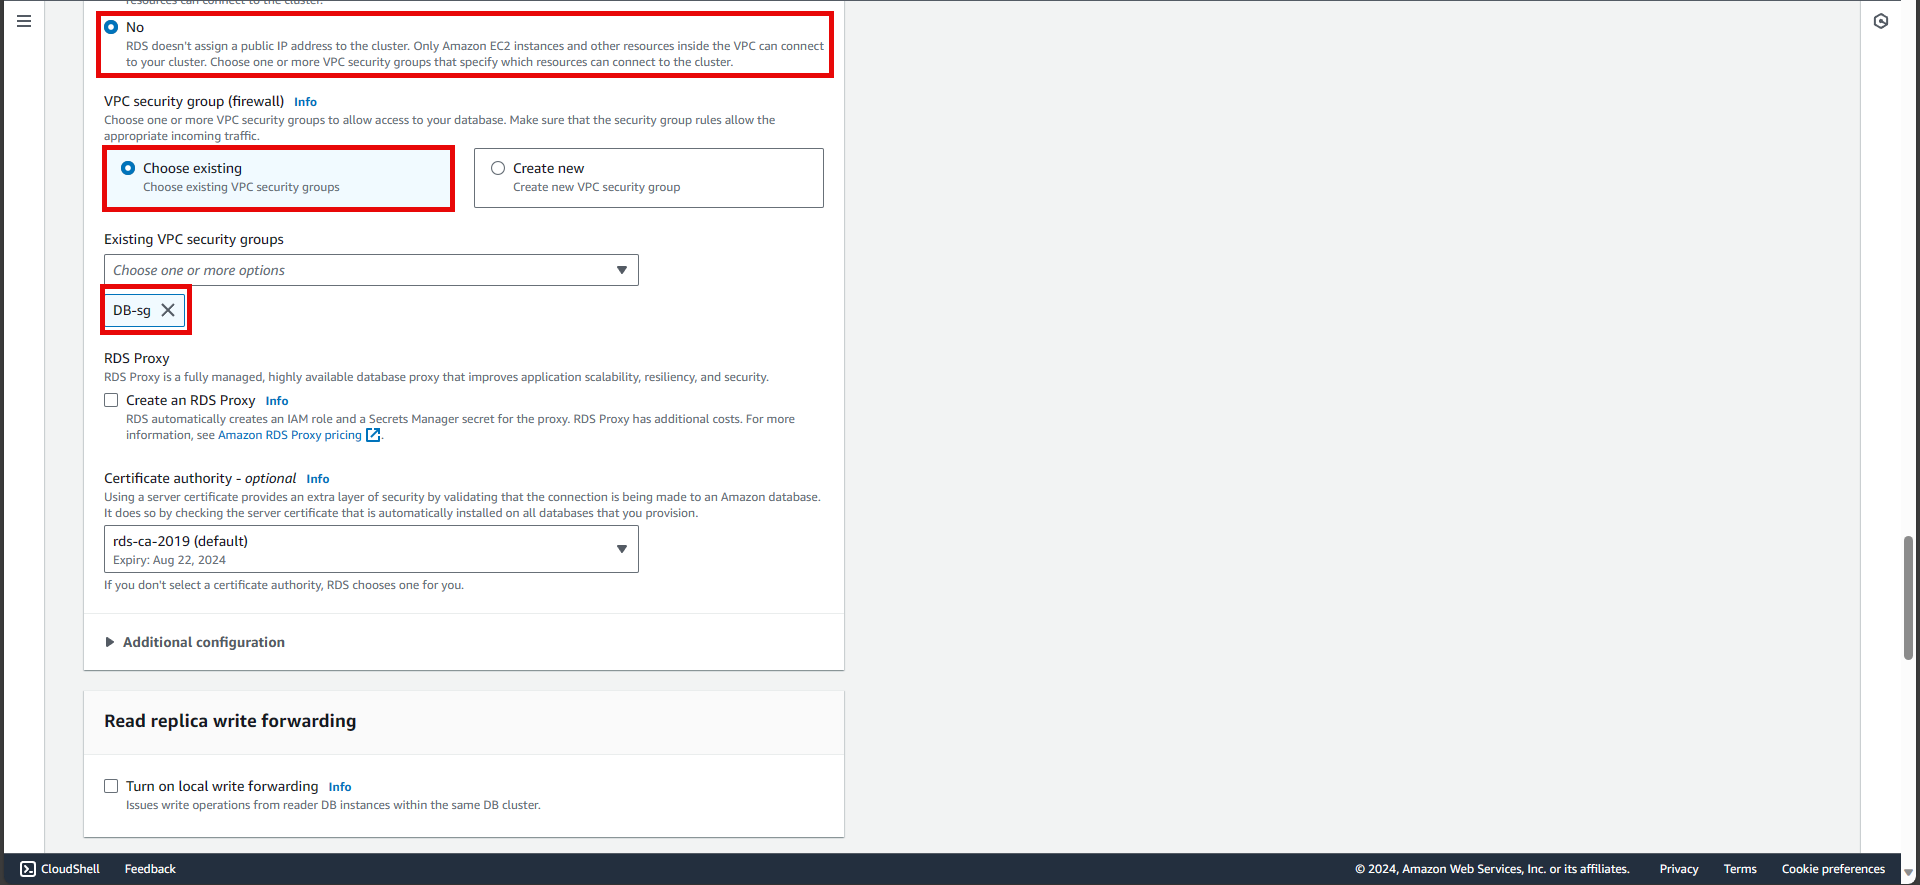 resources can connect to the cluster.
No
RDS doesn't assign a public IP address to the cluster. Only Amazon EC2 instances and other resources inside the VPC can connect
to your cluster. Choose one or more VPC security groups that specify which resources can connect to the cluster.
VPC security group (firewall) Info
Choose one or more VPC security groups to allow access to your database. Make sure that the security group rules allow the
appropriate incoming traffic.
Choose existing
Choose existing VPC security groups
Create new
Create new VPC security group
Existing VPC security groups
Choose one or more options
DB-sg
RDS Proxy
RDS Proxy is a fully managed, highly available database proxy that improves application scalability, resiliency, and security.
Create an RDS Proxy Info
RDS automatically creates an IAM role and a Secrets Manager secret for the proxy. RDS Proxy has additional costs. For more
information, see Amazon RDS Proxy pricing.
Certificate authority - optional Info
Using a server certificate provides an extra layer of security by validating that the connection is being made to an Amazon database.
It does so by checking the server certificate that is automatically installed on all databases that you provision.
rds-ca-2019 (default)
Expiry: Aug 22, 2024
If you don't select a certificate authority, RDS chooses one for you.
Additional configuration
Read replica write forwarding
Turn on local write forwarding Info
Issues write operations from reader DB instances within the same DB cluster.
CloudShell Feedback © 2024, Amazon Web Services, Inc. or its affiliates. Privacy Terms Cookie preferences